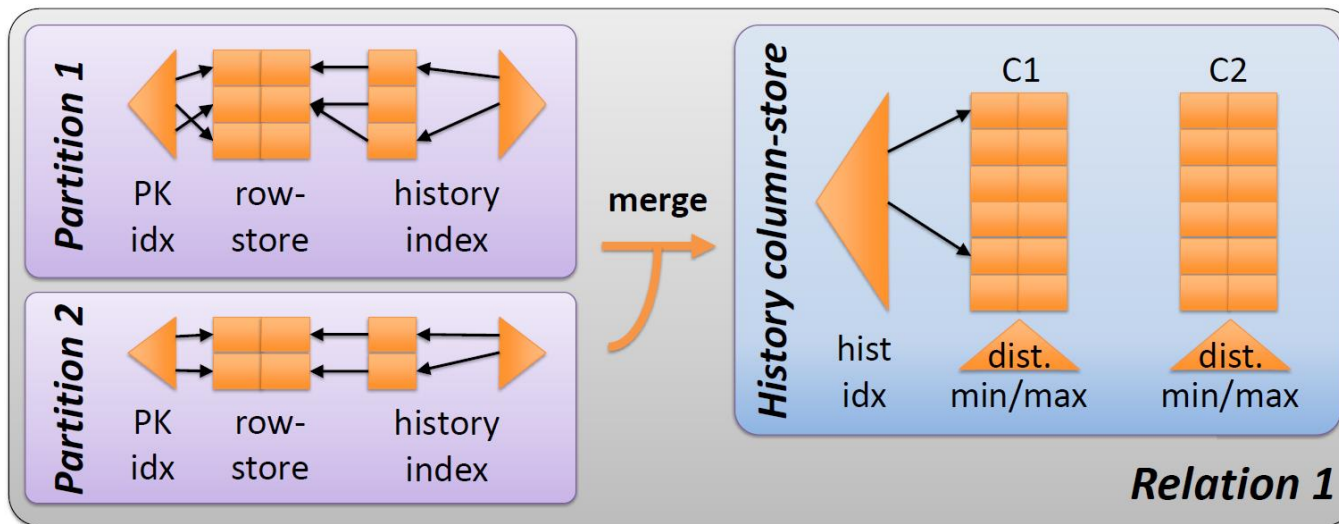 Partition 1
PK
idx
row-
store
history
index
Partition 2
PK
idx
row-
store
history
index
merge
History column-store
C1
C2
hist
idx
dist.
min/max
dist.
min/max
Relation 1